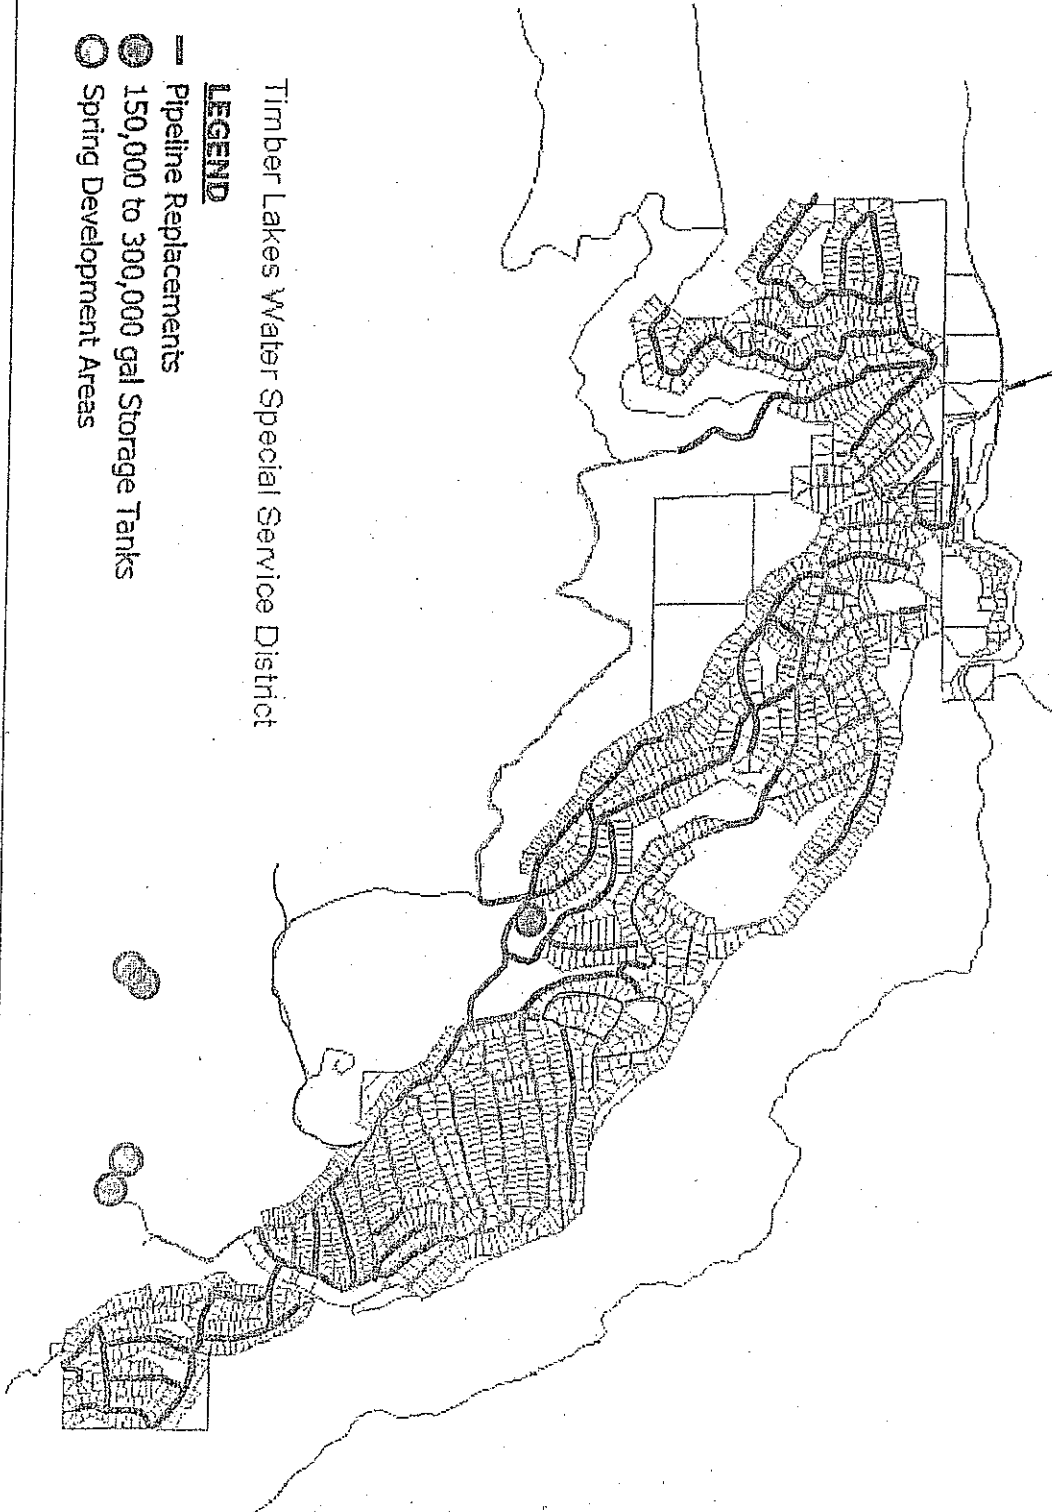 Timber Lakes Water Special Service District
LEGEND
Pipeline Replacements
150,000 to 300,000 gal Storage Tanks
Spring Development Areas